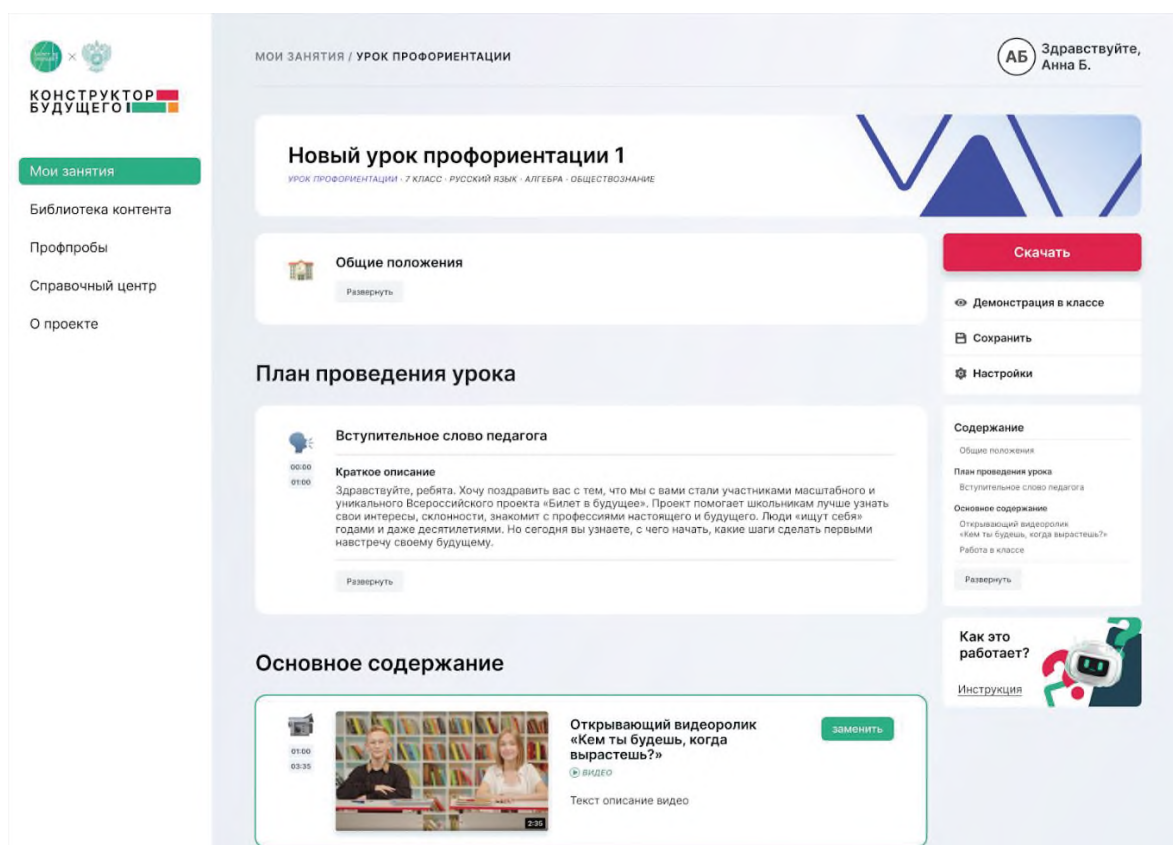 ×
КОНСТРУКТОР
БУДУЩЕГО
Мои занятия
Библиотека контента
Профпробы
Справочный центр
О проекте
МОИ ЗАНЯТИЯ / УРОК ПРОФОРИЕНТАЦИИ
АБ
Здравствуйте,
Анна Б.
Новый урок профориентации 1
УРОК ПРОФОРИЕНТАЦИИ · 7 КЛАСС · РУССКИЙ ЯЗЫК · АЛГЕБРА · ОБЩЕСТВОЗНАНИЕ
Общие положения
Развернуть
План проведения урока
00:00
01:00
Вступительное слово педагога
Краткое описание
Здравствуйте, ребята. Хочу поздравить вас с тем, что мы с вами стали участниками масштабного и
уникального Всероссийского проекта «Билет в будущее». Проект помогает школьникам лучше узнать
свои интересы, склонности, знакомит с профессиями настоящего и будущего. Люди «ищут себя»
годами и даже десятилетиями. Но сегодня вы узнаете, с чего начать, какие шаги сделать первыми
навстречу своему будущему.
Развернуть
Основное содержание
01:00
03:35
2:35
Открывающий видеоролик
«Кем ты будешь, когда
вырастешь?»
ВИДЕО
Текст описание видео
заменить
Скачать
Демонстрация в классе
Сохранить
Настройки
Содержание
Общие положения
План проведения урока
Вступительное слово педагога
Основное содержание
Открывающий видеоролик
«Кем ты будешь, когда вырастешь?»
Работа в классе
Развернуть
Как это
работает?
Инструкция